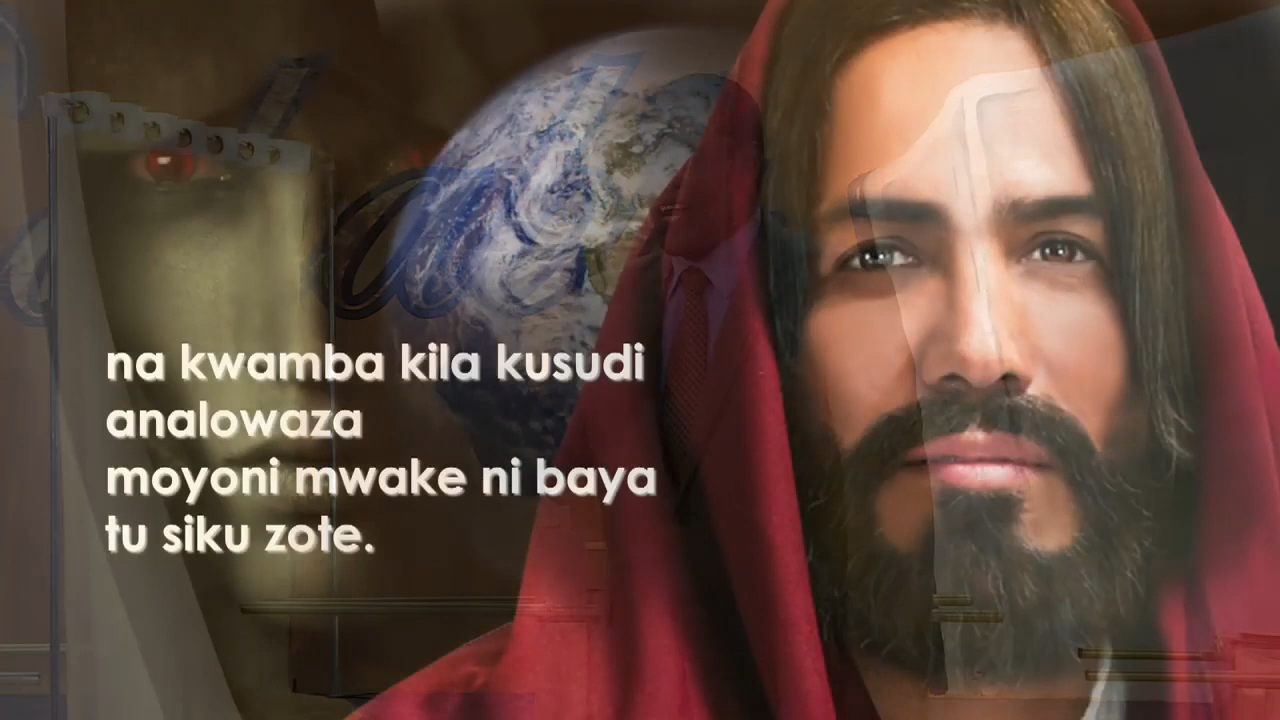 na kwamba kila kusudi
analowaza
moyoni mwake ni baya
tu siku zote.